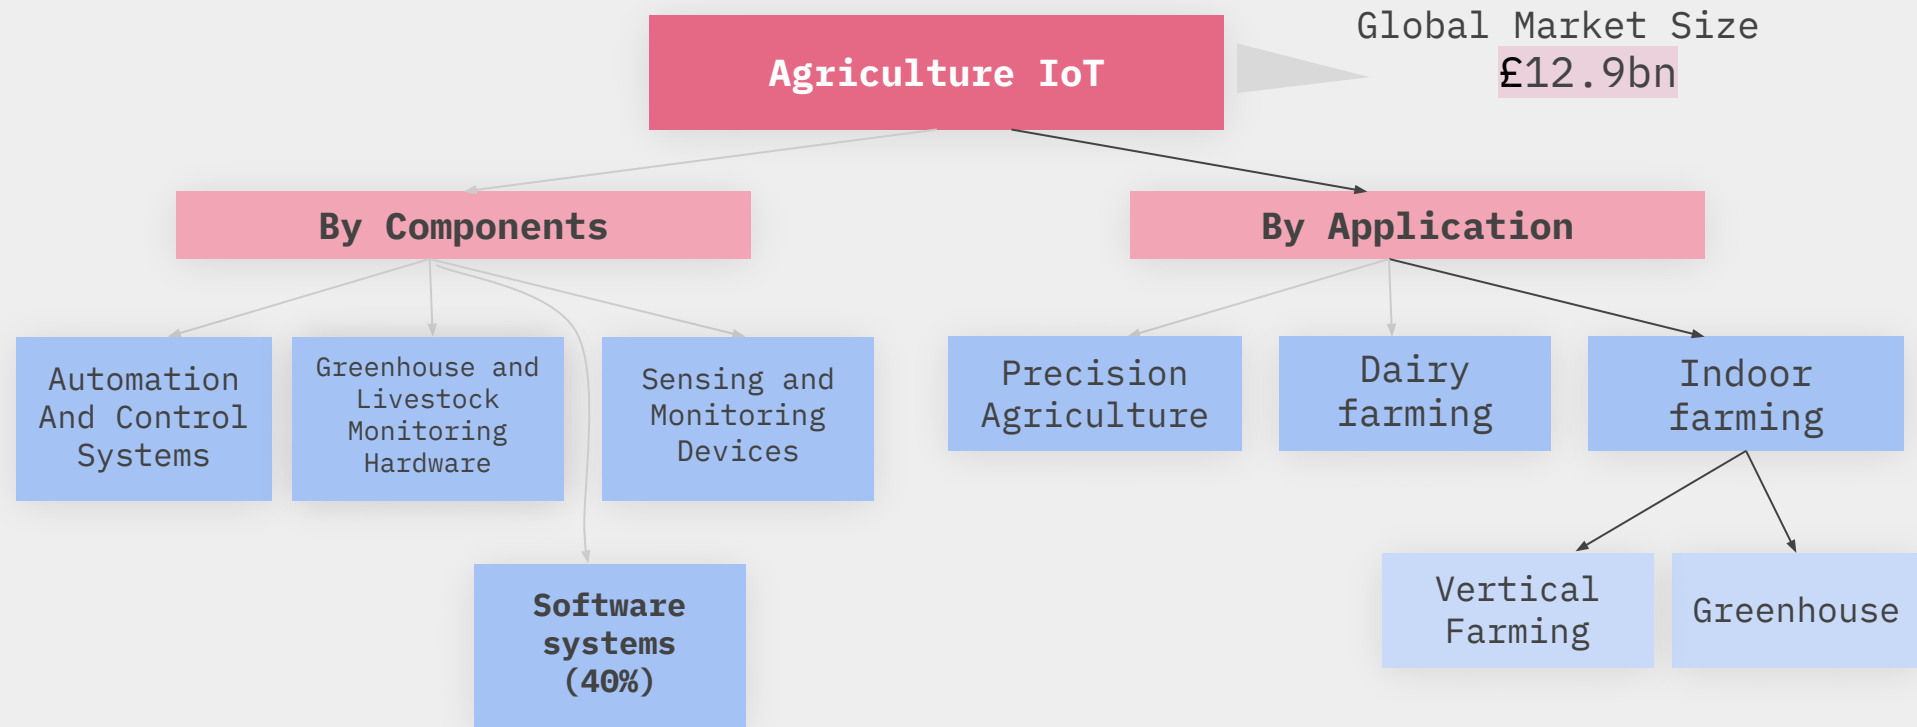 Agriculture IoT
Global Market Size
£12.9bn
By Components
By Application
Automation
And Control
Systems
Greenhouse and
Livestock
Monitoring
Hardware
Sensing and
Monitoring
Devices
Precision
Agriculture
Dairy
farming
Indoor
farming
Software
systems
(40%)
Vertical
Farming
Greenhouse